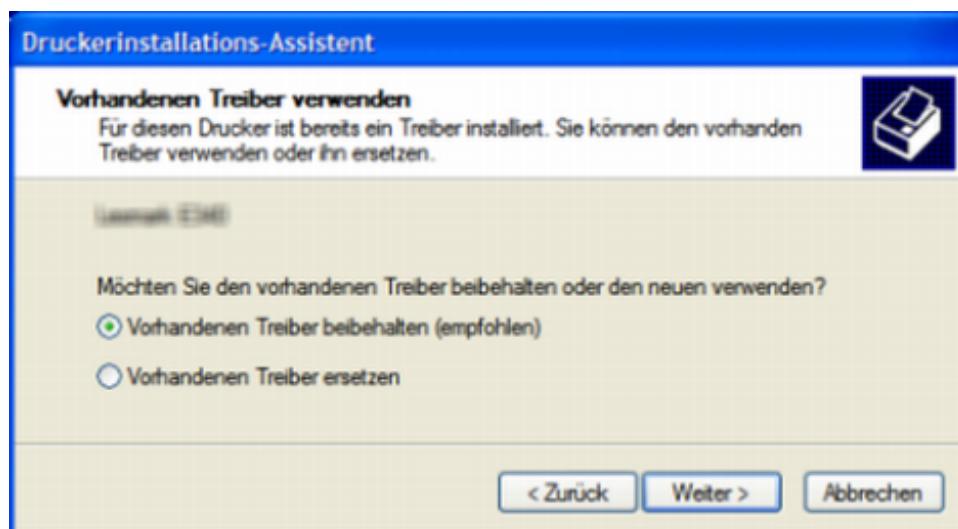 Druckerinstallations-Assistent
Vorhandenen Treiber verwenden
Für diesen Drucker ist bereits ein Treiber installiert. Sie können den vorhanden
Treiber verwenden oder ihn ersetzen.
Möchten Sie den vorhandenen Treiber beibehalten oder den neuen verwenden?
Vorhandenen Treiber beibehalten (empfohlen)
Vorhandenen Treiber ersetzen
< Zurück
Weiter >
Abbrechen